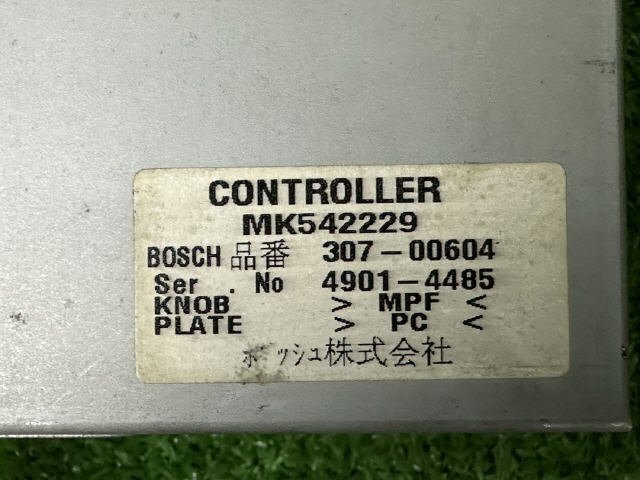 CONTROLLER
MK542229
BOSCH 品番 307-00604
Ser . No 4901-4485
KNOB > MPF <
PLATE > PC <
ボッシュ株式会社